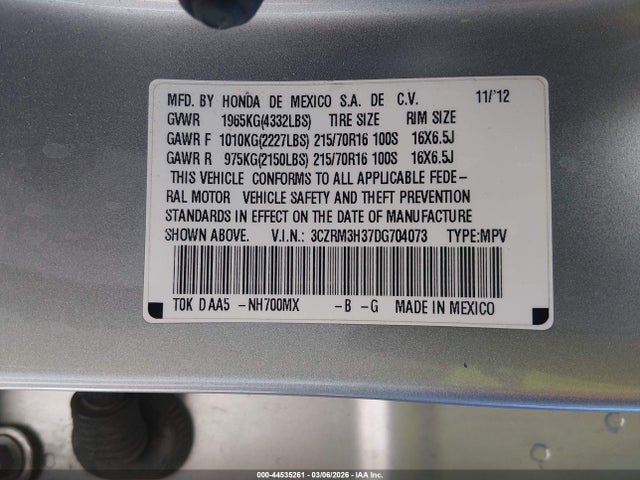 MFD. BY HONDA DE MEXICO S.A. DE C.V. 11/'12
GVWR 1965KG(4332LBS) TIRE SIZE RIM SIZE
GAWR F 1010KG(2227LBS) 215/70R16 100S 16X6.5J
GAWR R 975KG(2150LBS) 215/70R16 100S 16X6.5J
THIS VEHICLE CONFORMS TO ALL APPLICABLE FEDE–
RAL MOTOR VEHICLE SAFETY AND THEFT PREVENTION
STANDARDS IN EFFECT ON THE DATE OF MANUFACTURE
SHOWN ABOVE. V.I.N.: 3CZRM3H37DG704073 TYPE:MPV
T0K D AA5 –NH700MX –B –G MADE IN MEXICO
000-44535261 - 03/06/2026 - IAA Inc.